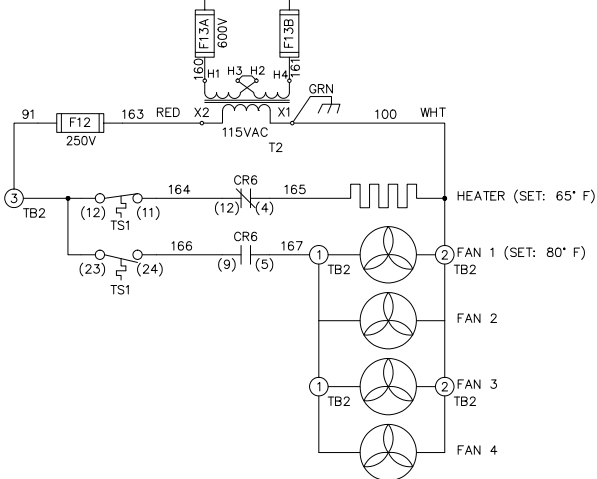 F13A
600V
F13B
160
161
H1 H3 H2 H4
GRN
91 F12 163 RED X2 X1 100 WHT
250V
115VAC
T2
3 TB2
(12) (11) 164 CR6 165 HEATER (SET: 65° F)
TS1
(12) (4)
166 CR6 167 1 2 FAN 1 (SET: 80° F)
(23) (24) (9) (5) TB2 TB2
TS1
FAN 2
1 2 FAN 3
TB2 TB2
FAN 4